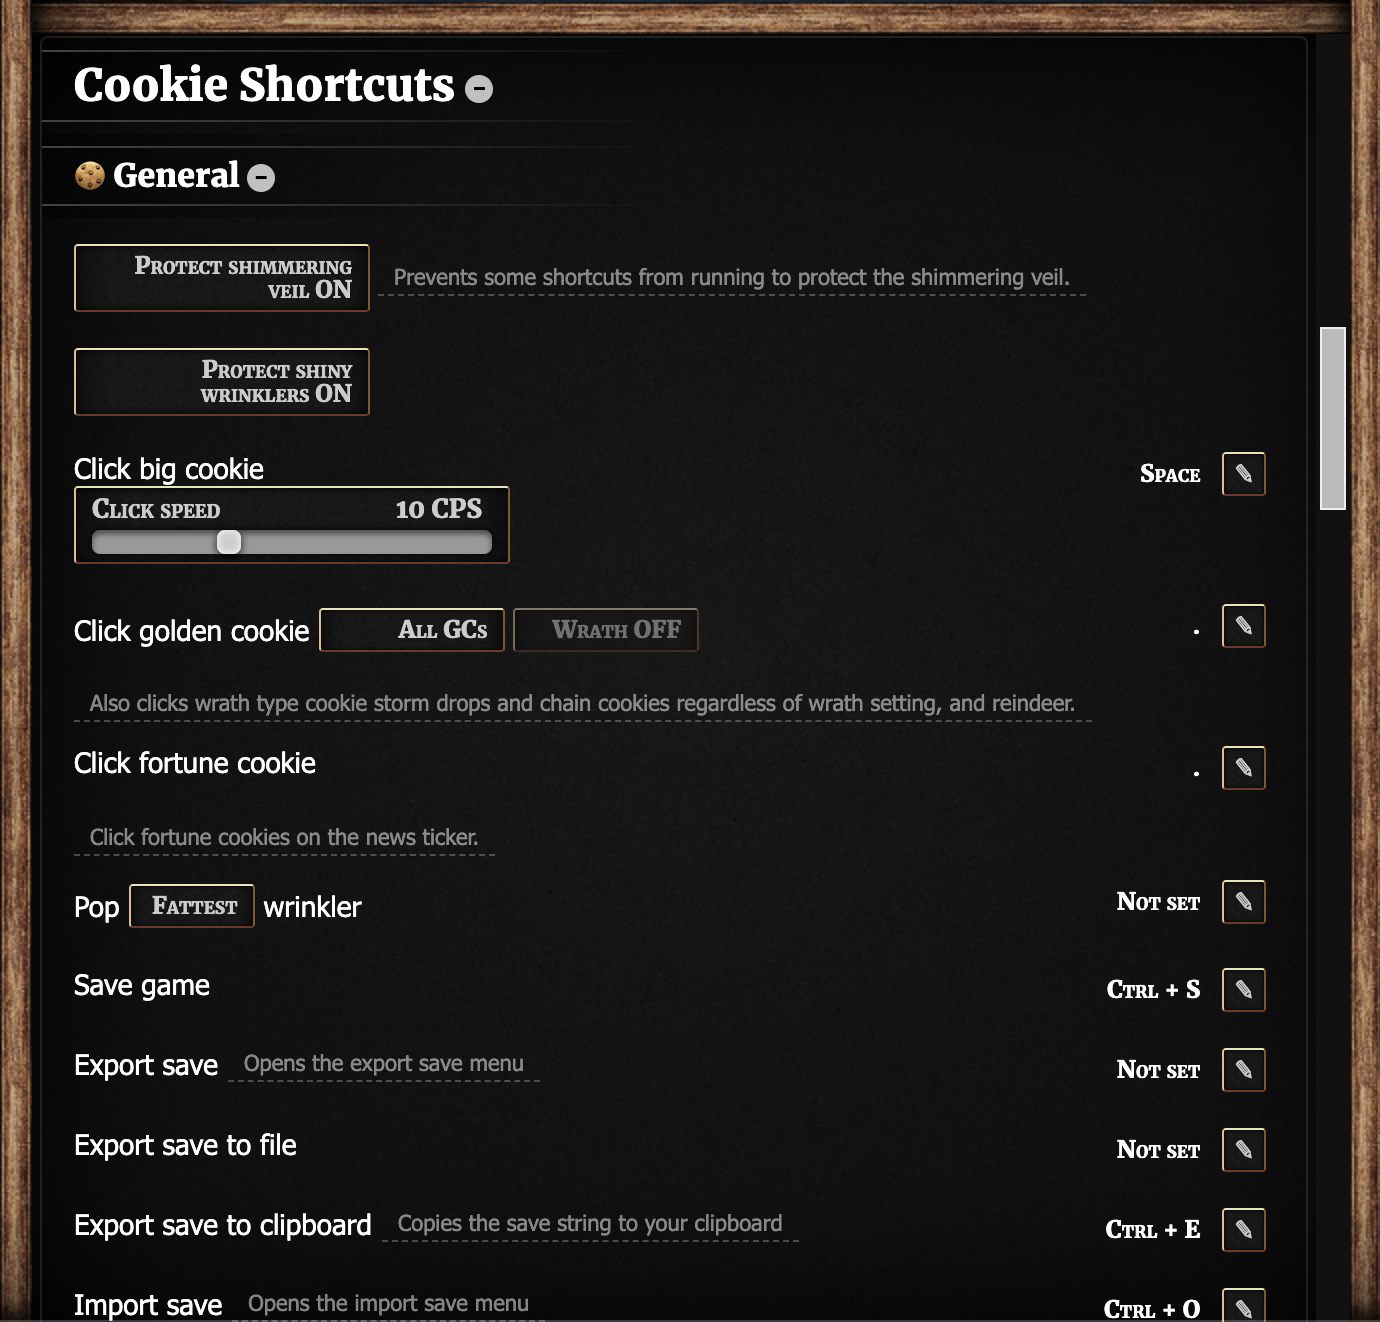 Cookie Shortcuts −
General −
Protect shimmering
veil ON
Prevents some shortcuts from running to protect the shimmering veil.
Protect shiny
wrinklers ON
Click big cookie
Space
Click speed 10 CPS
Click golden cookie All GCs Wrath OFF .
Also clicks wrath type cookie storm drops and chain cookies regardless of wrath setting, and reindeer.
Click fortune cookie .
Click fortune cookies on the news ticker.
Pop Fattest wrinkler Not set
Save game Ctrl + S
Export save Opens the export save menu Not set
Export save to file Not set
Export save to clipboard Copies the save string to your clipboard Ctrl + E
Import save Opens the import save menu Ctrl + O